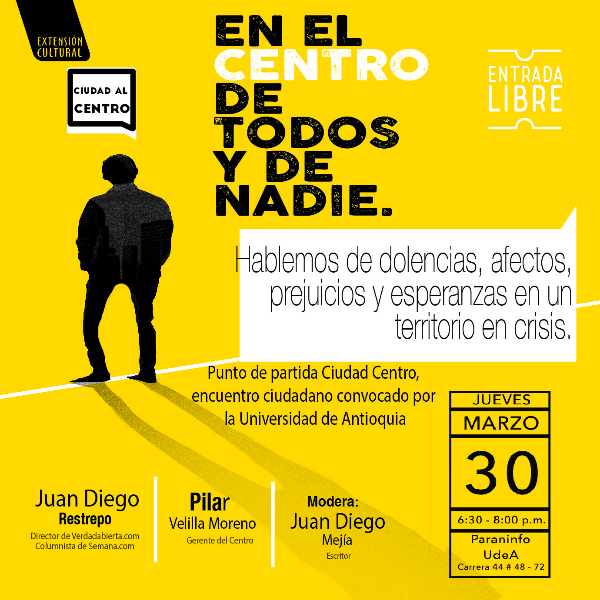 EXTENSIÓN
CULTURAL
CIUDAD AL
CENTRO
EN EL
CENTRO
DE
TODOS
Y DE
NADIE.
ENTRADA
LIBRE
Hablemos de dolencias, afectos,
prejuicios y esperanzas en un
territorio en crisis.
Punto de partida Ciudad Centro,
encuentro ciudadano convocado por
la Universidad de Antioquia
JUEVES
MARZO
30
6:30 - 8:00 p.m.
Paraninfo
UdeA
Carrera 44 # 48 - 72
Juan Diego
Restrepo
Director de Verdadabierta.com
Columnista de Semana.com
Pilar
Velilla Moreno
Gerente del Centro
Modera:
Juan Diego
Mejía
Escritor